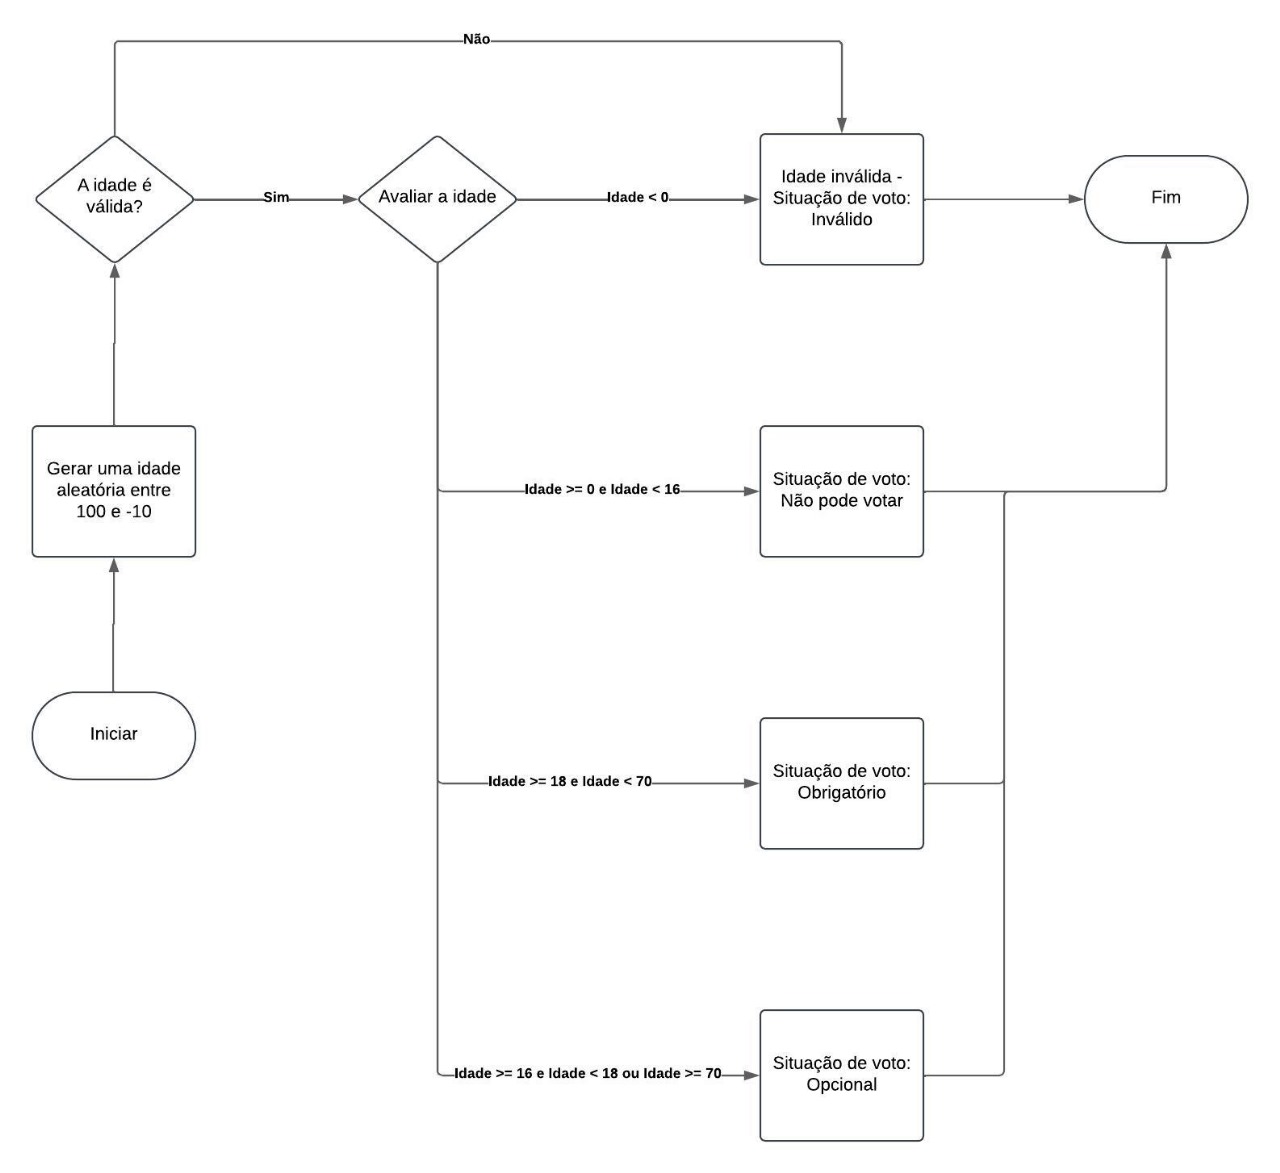 Não
A idade é
válida?
Sim
Avaliar a idade
Idade < 0
Idade inválida -
Situação de voto:
Inválido
Fim
Gerar uma idade
aleatória entre
100 e -10
Idade >= 0 e Idade < 16
Situação de voto:
Não pode votar
Iniciar
Idade >= 18 e Idade < 70
Situação de voto:
Obrigatório
Idade >= 16 e Idade < 18 ou Idade >= 70
Situação de voto:
Opcional